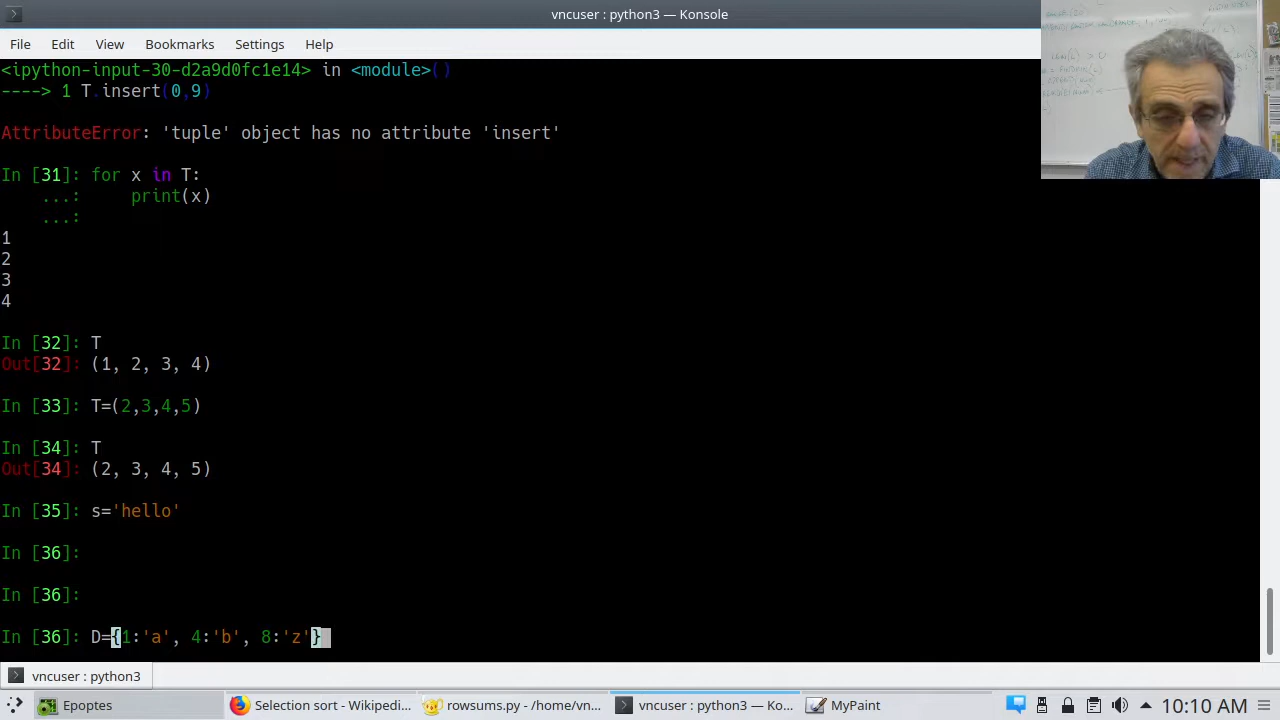 vncuser : python3 — Konsole
File Edit View Bookmarks Settings Help
<ipython-input-30-d2a9d0fc1e14> in <module>()
----> 1 T.insert(0,9)
AttributeError: 'tuple' object has no attribute 'insert'
In [31]: for x in T:
...: print(x)
...:
1
2
3
4
In [32]: T
Out[32]: (1, 2, 3, 4)
In [33]: T=(2,3,4,5)
In [34]: T
Out[34]: (2, 3, 4, 5)
In [35]: s='hello'
In [36]:
In [36]:
In [36]: D={1:'a', 4:'b', 8:'z'}
vncuser : python3
Epoptes Selection sort - Wikipedi... rowsums.py - /home/vn... vncuser : python3 — Ko... MyPaint 10:10 AM